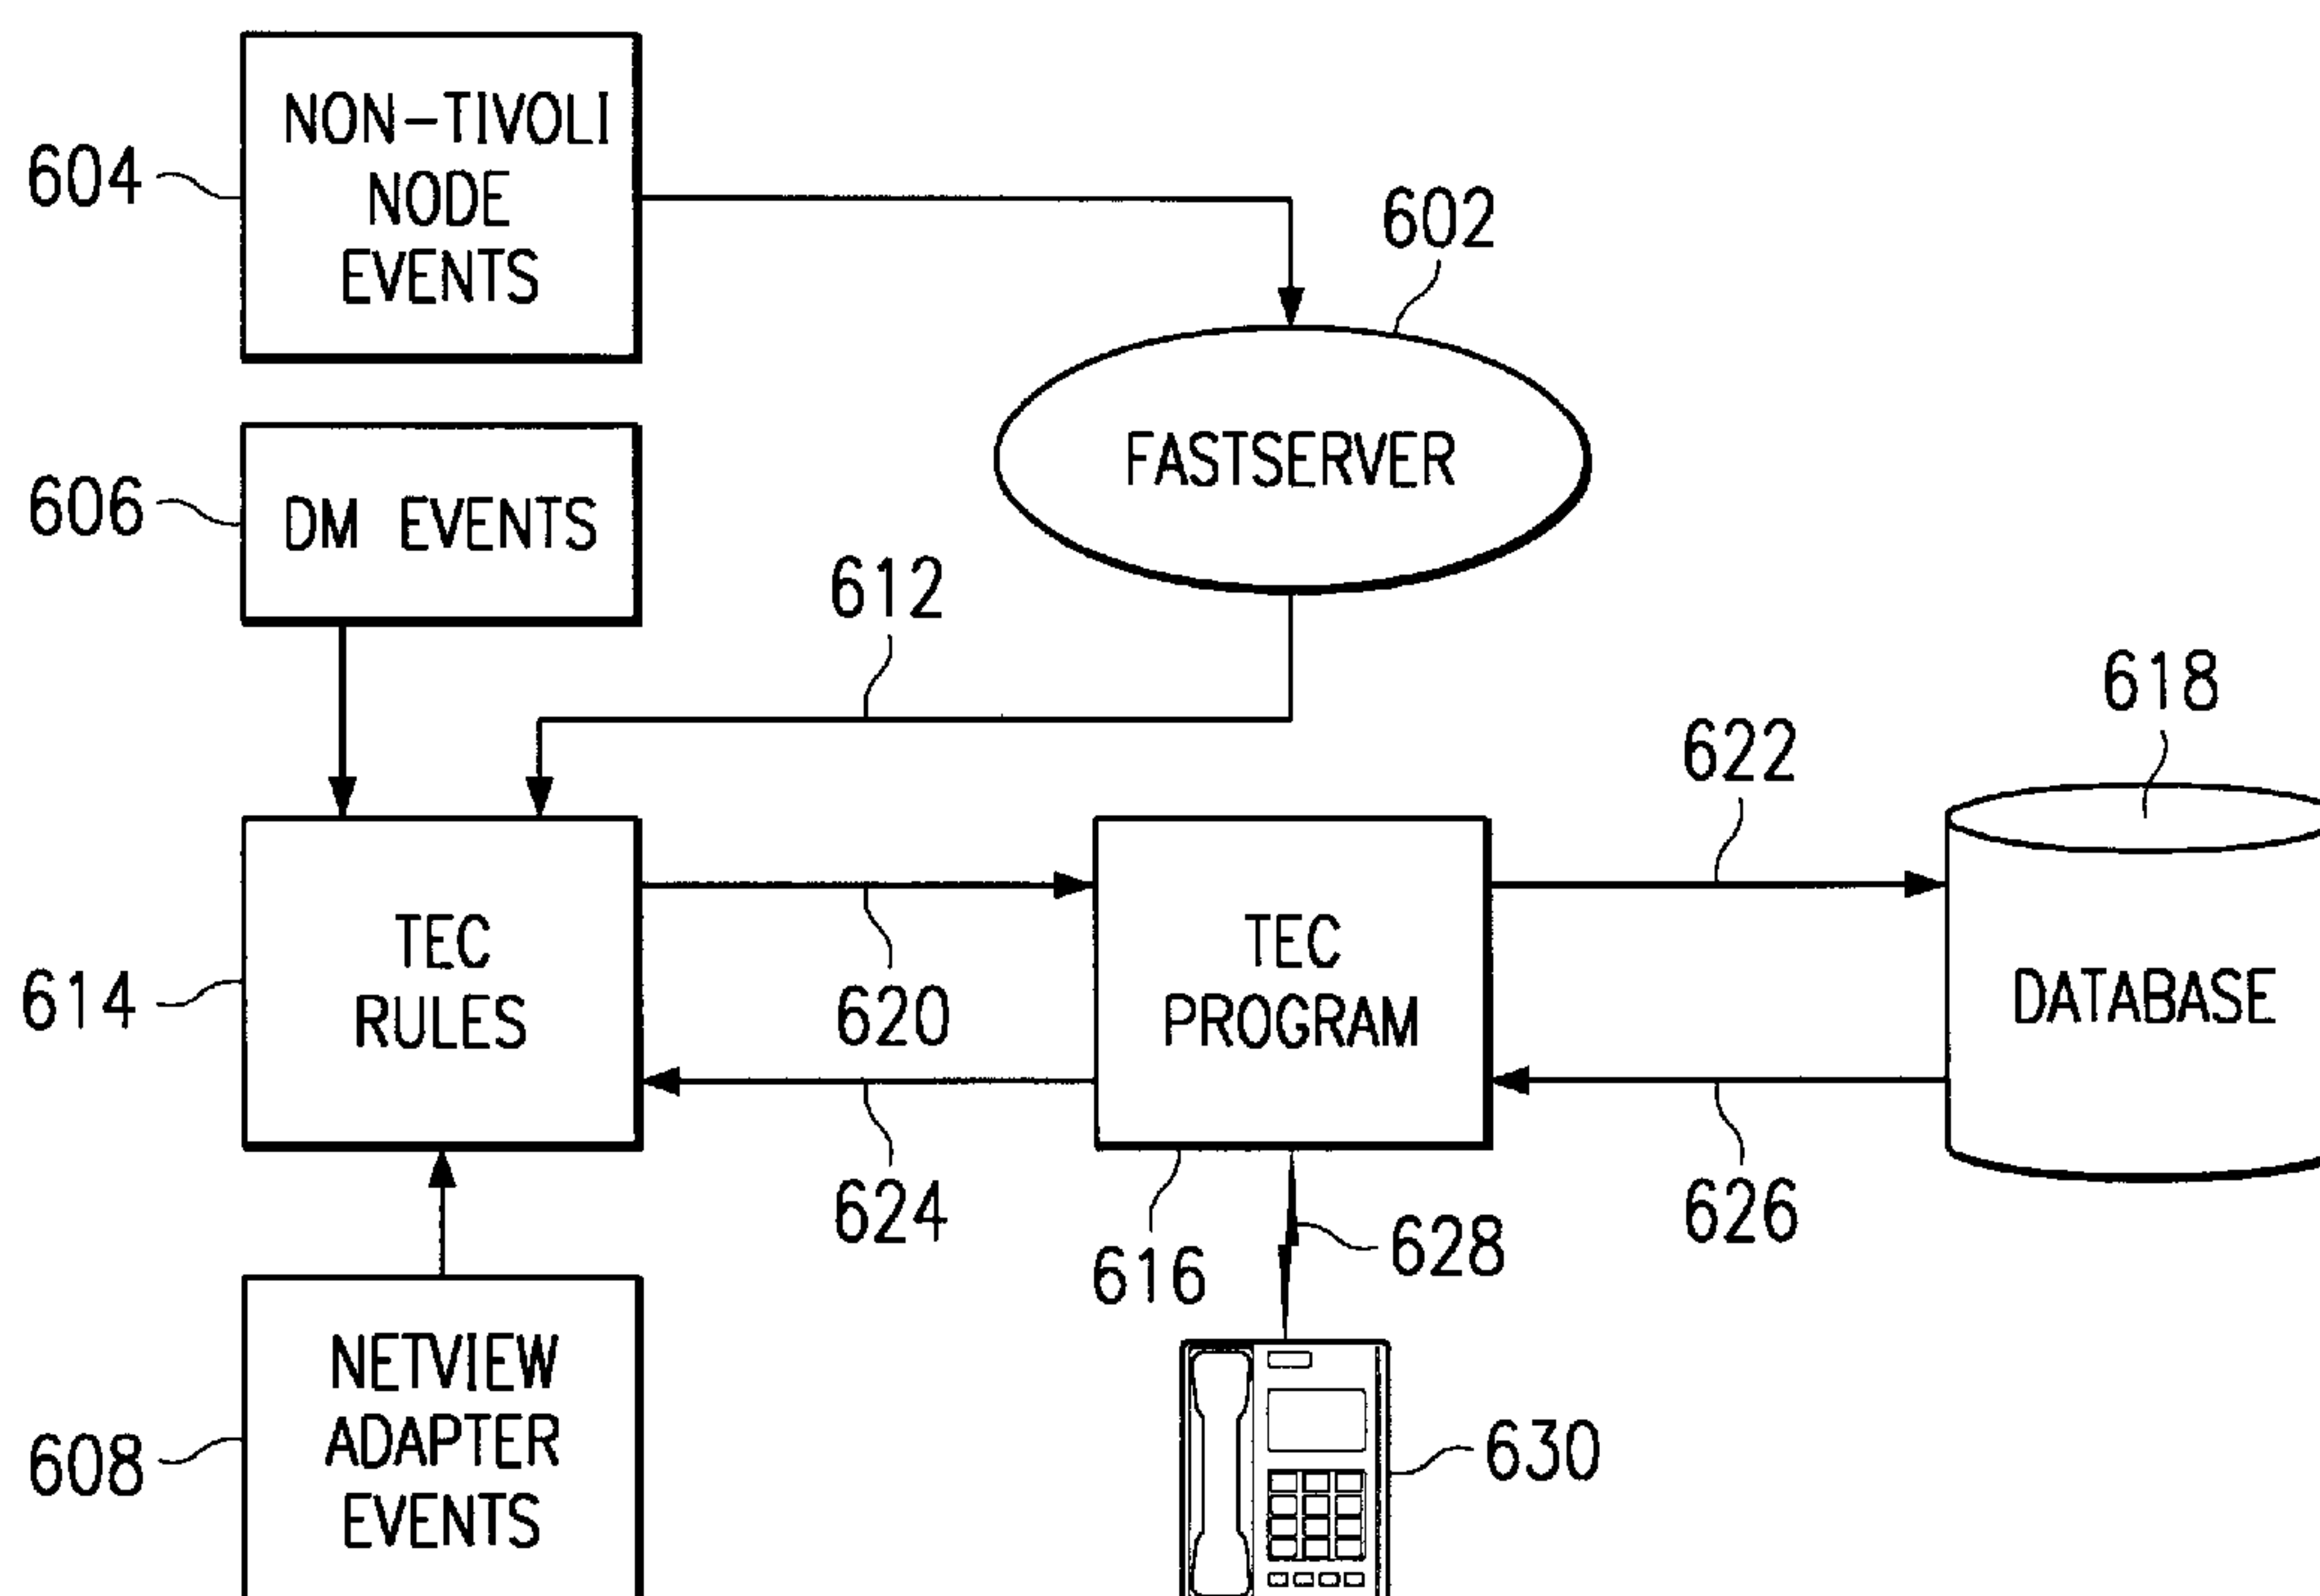 NON-TIVOLI
NODE
EVENTS
604
602
FASTSERVER
606
DM EVENTS
612
618
622
TEC
RULES
614
620
TEC
PROGRAM
DATABASE
624
616
628
626
NETVIEW
ADAPTER
EVENTS
608
630